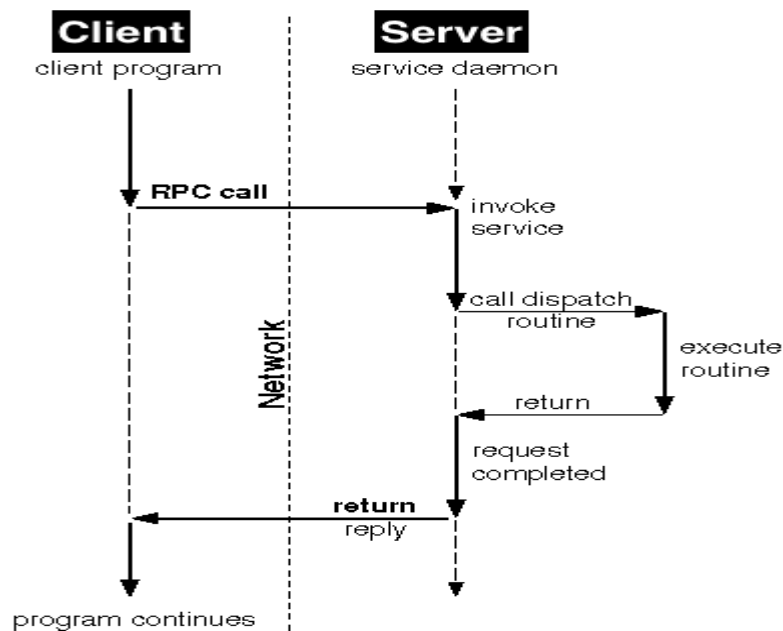 Client
Server
client program
service daemon
RPC call
invoke
service
call dispatch
routine
execute
routine
Network
return
request
completed
return
reply
program continues